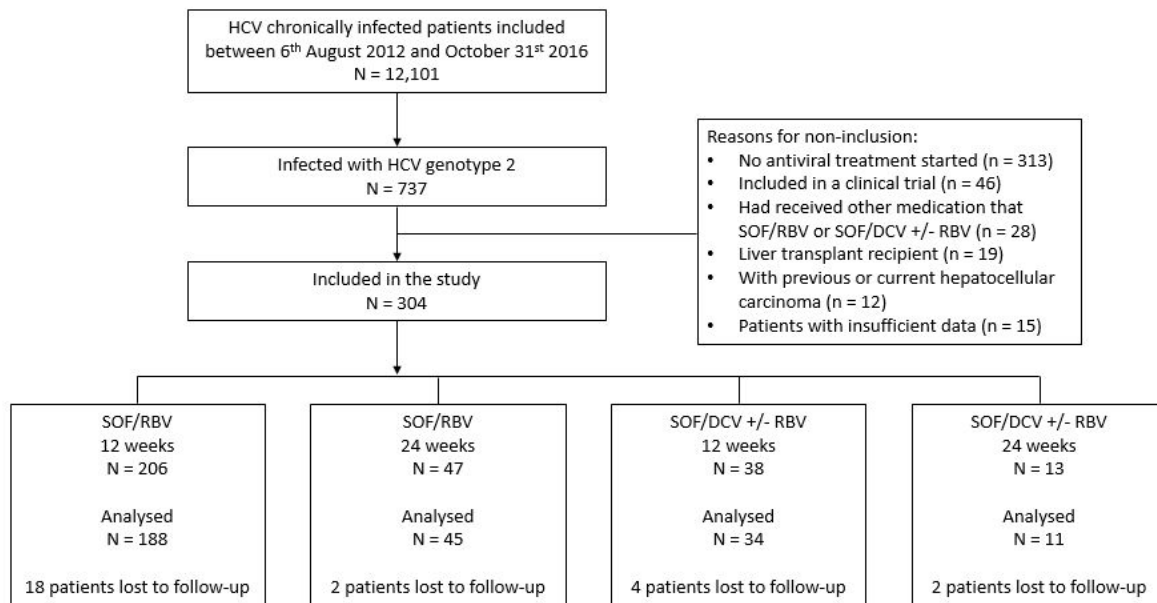 HCV chronically infected patients included
between 6th August 2012 and October 31st 2016
N = 12,101
Infected with HCV genotype 2
N = 737
Reasons for non-inclusion:
• No antiviral treatment started (n = 313)
• Included in a clinical trial (n = 46)
• Had received other medication that
SOF/RBV or SOF/DCV +/- RBV (n = 28)
• Liver transplant recipient (n = 19)
• With previous or current hepatocellular
carcinoma (n = 12)
• Patients with insufficient data (n = 15)
Included in the study
N = 304
SOF/RBV
12 weeks
N = 206
Analysed
N = 188
18 patients lost to follow-up
SOF/RBV
24 weeks
N = 47
Analysed
N = 45
2 patients lost to follow-up
SOF/DCV +/- RBV
12 weeks
N = 38
Analysed
N = 34
4 patients lost to follow-up
SOF/DCV +/- RBV
24 weeks
N = 13
Analysed
N = 11
2 patients lost to follow-up